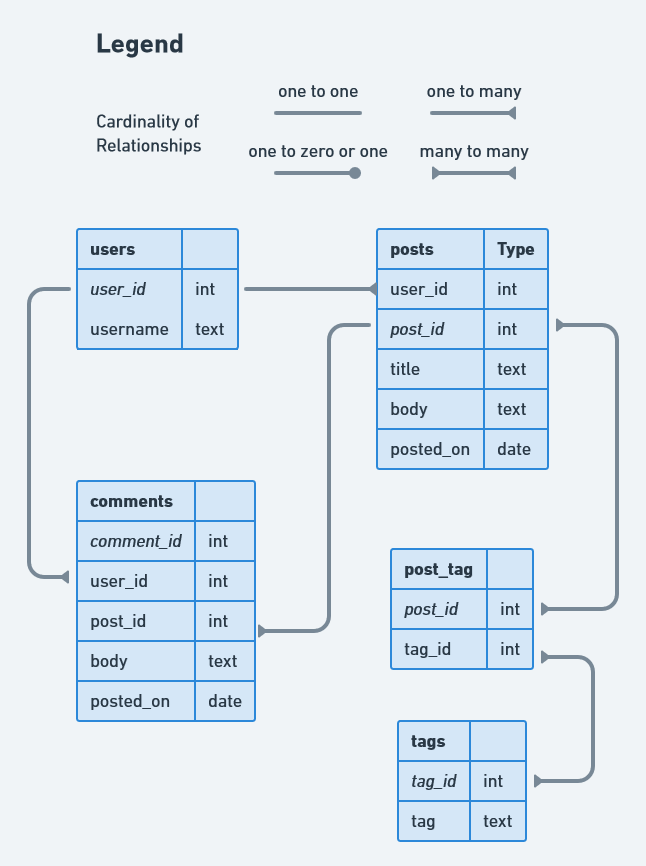 Legend
Cardinality of
Relationships
one to one
one to many
one to zero or one
many to many
users
user_id int
username text
posts Type
user_id int
post_id int
title text
body text
posted_on date
comments
comment_id int
user_id int
post_id int
body text
posted_on date
post_tag
post_id int
tag_id int
tags
tag_id int
tag text